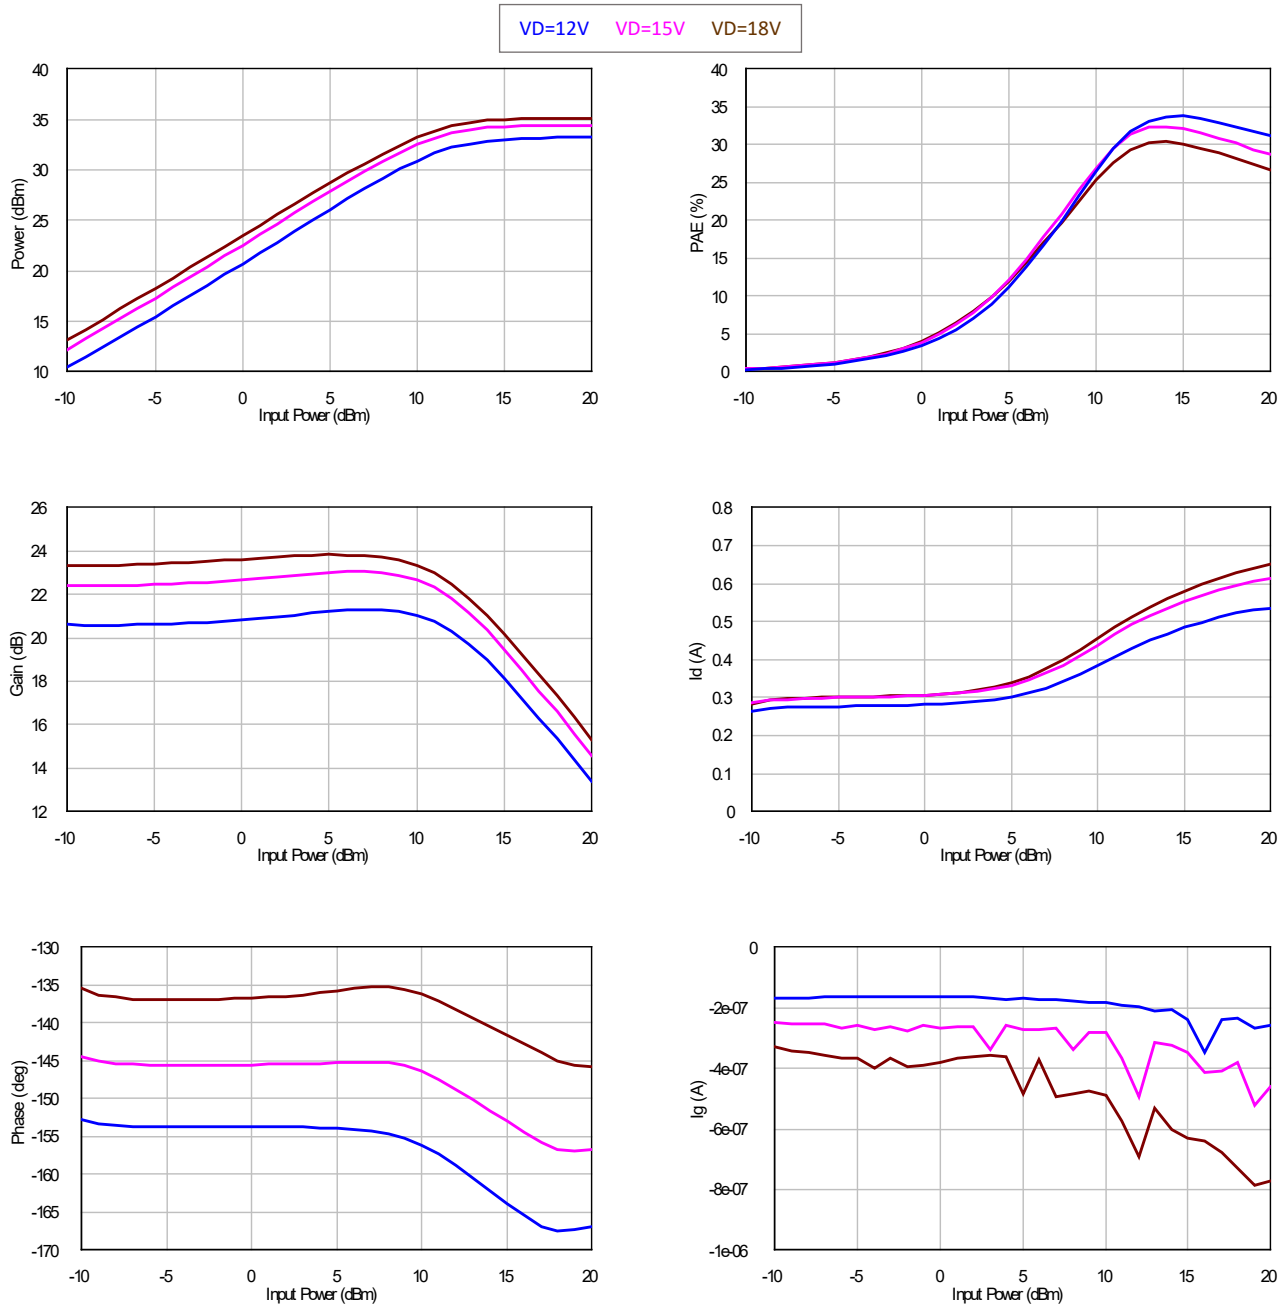 VD=12V VD=15V VD=18V
40
35
30
25
20
15
10
Power (dBm)
-10 -5 0 5 10 15 20
Input Power (dBm)
40
35
30
25
20
15
10
5
0
PAE (%)
-10 -5 0 5 10 15 20
Input Power (dBm)
26
24
22
20
18
16
14
12
Gain (dB)
-10 -5 0 5 10 15 20
Input Power (dBm)
0.8
0.7
0.6
0.5
0.4
0.3
0.2
0.1
0
Id (A)
-10 -5 0 5 10 15 20
Input Power (dBm)
-130
-135
-140
-145
-150
-155
-160
-165
-170
Phase (deg)
-10 -5 0 5 10 15 20
Input Power (dBm)
0
-2e-07
-4e-07
-6e-07
-8e-07
-1e-06
Ig (A)
-10 -5 0 5 10 15 20
Input Power (dBm)